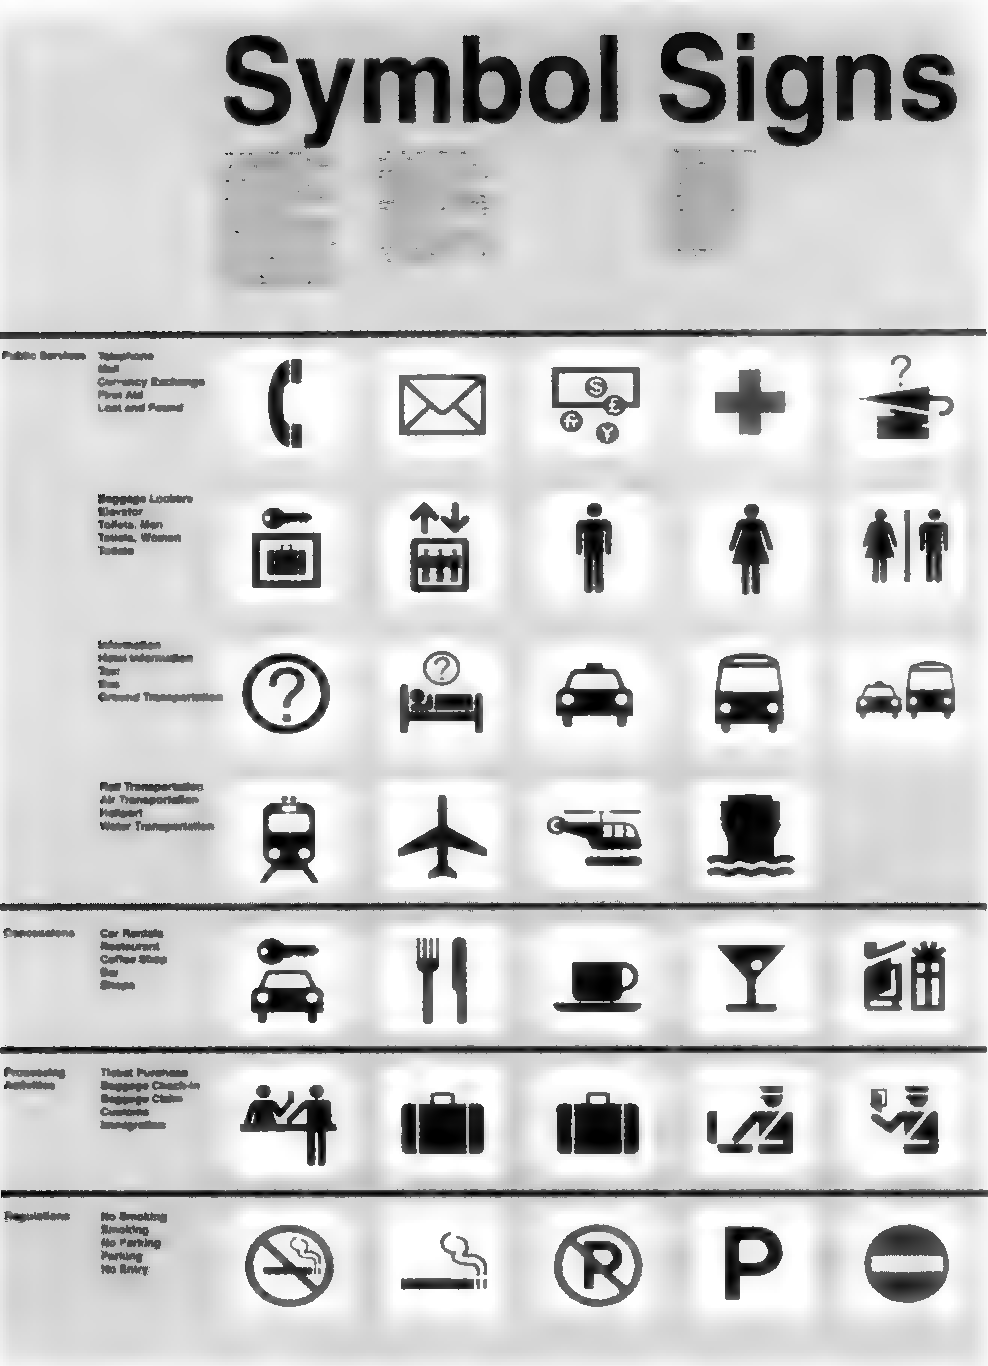 Symbol Signs
Public Services
Telephone
Mail
Currency Exchange
First Aid
Lost and Found
Baggage Lockers
Elevator
Toilets, Men
Toilets, Women
Toilets
Information
Hotel Information
Taxi
Bus
Ground Transportation
Rail Transportation
Air Transportation
Heliport
Water Transportation
Concessions
Car Rentals
Restaurant
Coffee Shop
Bar
Shops
Processing
Activities
Ticket Purchase
Baggage Check-in
Baggage Claim
Customs
Immigration
Regulations
No Smoking
Smoking
No Parking
Parking
No Entry
$
£
Fr
¥
?
?
?
P
P